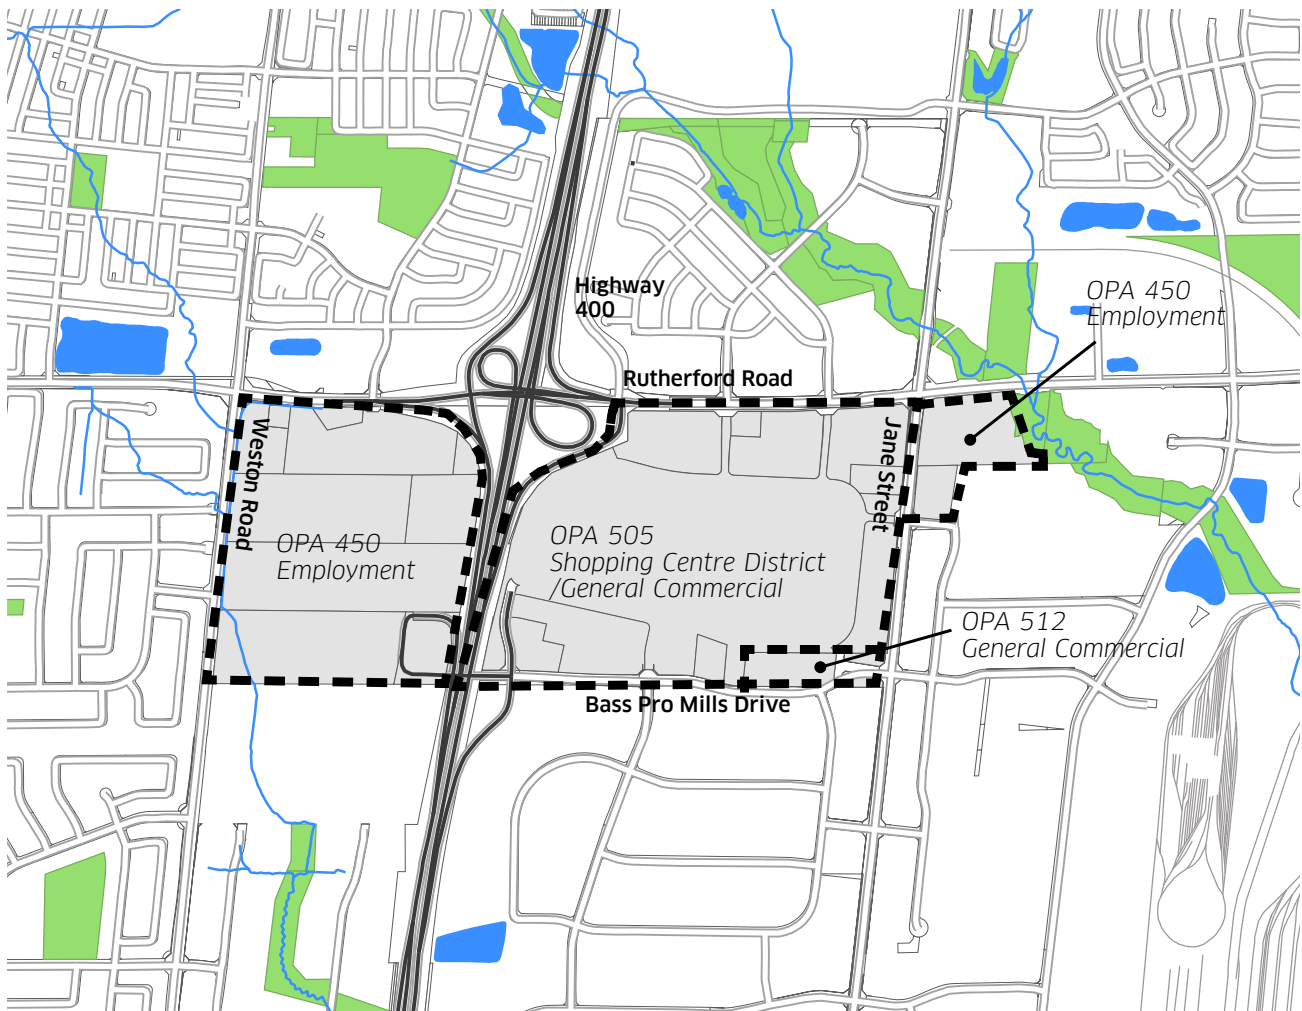 Highway
400
OPA 450
Employment
Rutherford Road
Weston Road
Jane Street
OPA 450
Employment
OPA 505
Shopping Centre District
/General Commercial
OPA 512
General Commercial
Bass Pro Mills Drive